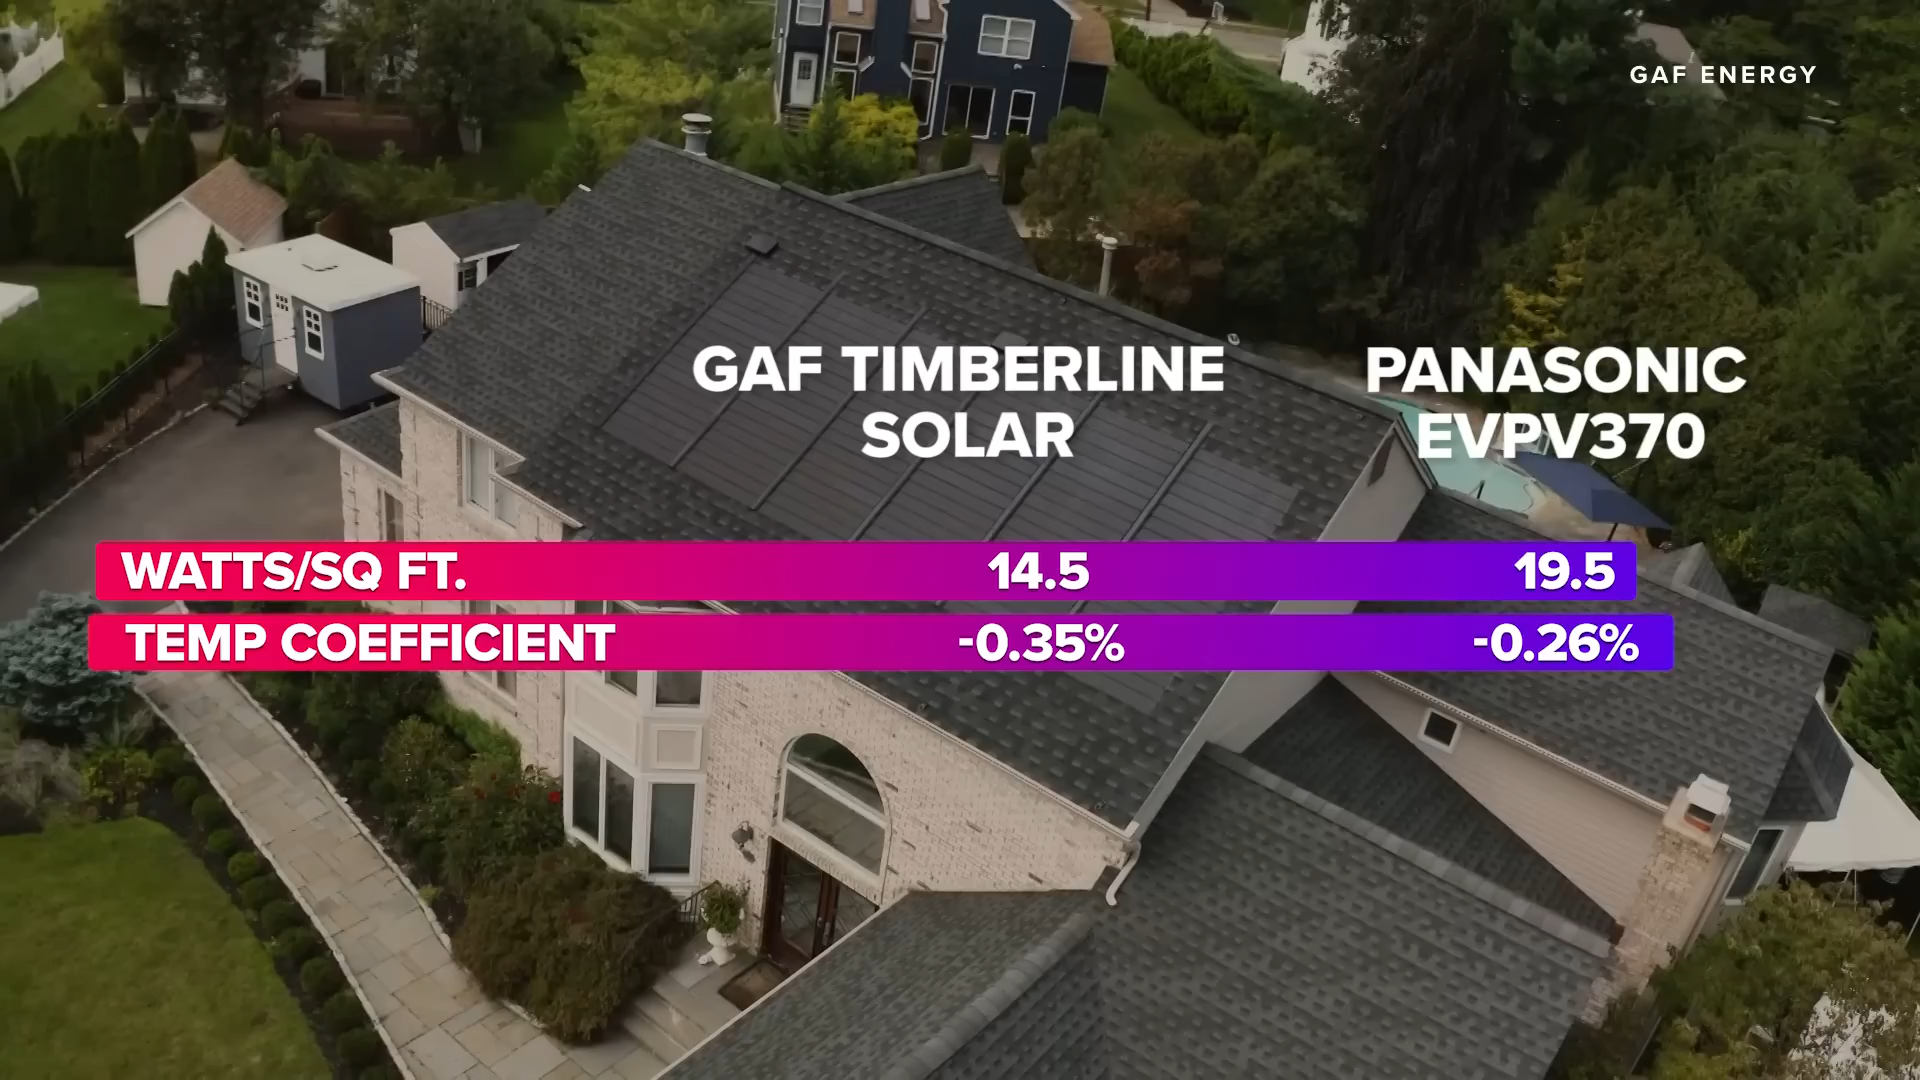 GAF ENERGY
GAF TIMBERLINE
SOLAR
PANASONIC
EVPV370
WATTS/SQ FT. 14.5 19.5
TEMP COEFFICIENT -0.35% -0.26%